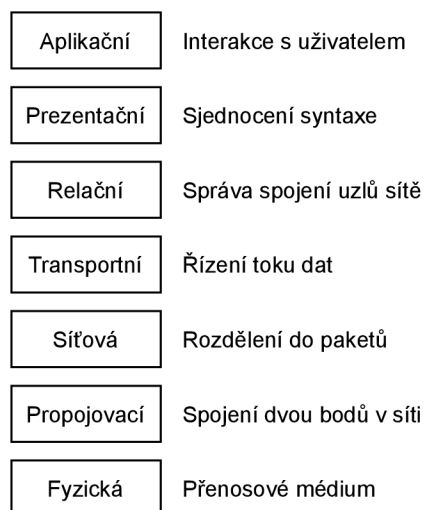 Aplikační Interakce s uživatelem
Prezentační Sjednocení syntaxe
Relační Správa spojení uzlů sítě
Transportní Řízení toku dat
Síťová Rozdělení do paketů
Propojovací Spojení dvou bodů v síti
Fyzická Přenosové médium